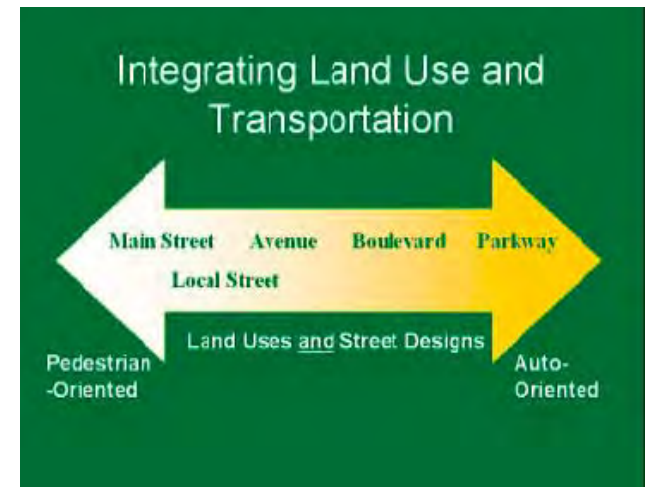 Integrating Land Use and
Transportation
Main Street Avenue Boulevard Parkway
Local Street
Land Uses and Street Designs
Pedestrian
-Oriented
Auto-
Oriented